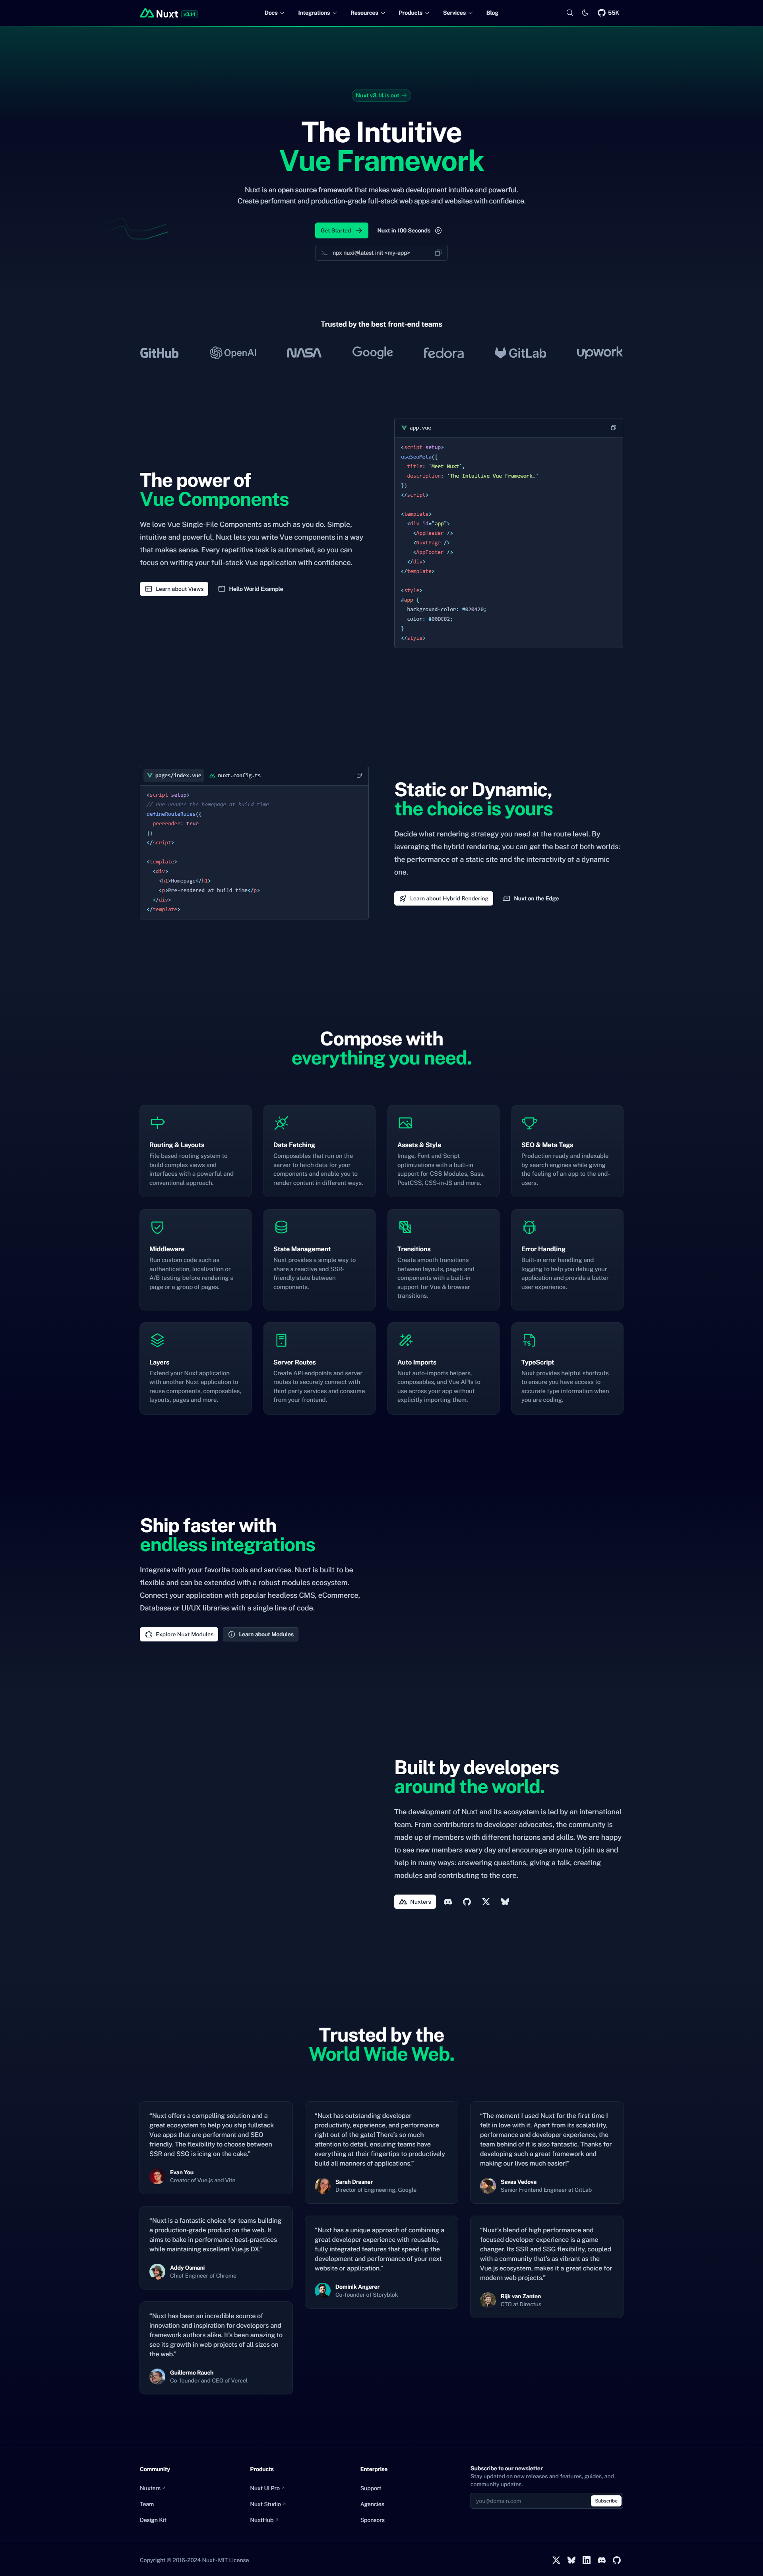 Nuxt v3.14
Docs Integrations Resources Products Services Blog
55K
Nuxt v3.14 is out
The Intuitive
Vue Framework
Nuxt is an open source framework that makes web development intuitive and powerful.
Create performant and production-grade full-stack web apps and websites with confidence.
Get Started Nuxt in 100 Seconds
npx nuxi@latest init <my-app>
Trusted by the best front-end teams
GitHub OpenAI NASA Google fedora GitLab upwork
The power of
Vue Components
We love Vue Single-File Components as much as you do. Simple,
intuitive and powerful, Nuxt lets you write Vue components in a way
that makes sense. Every repetitive task is automated, so you can
focus on writing your full-stack Vue application with confidence.
Learn about Views Hello World Example
app.vue
<script setup>
useSeoMeta({
title: 'Meet Nuxt',
description: 'The Intuitive Vue Framework.'
})
</script>
<template>
<div id="app">
<AppHeader />
<NuxtPage />
<AppFooter />
</div>
</template>
<style>
#app {
background-color: #020420;
color: #00DC82;
}
</style>
pages/index.vue nuxt.config.ts
<script setup>
// Pre-render the homepage at build time
defineRouteRules({
prerender: true
})
</script>
<template>
<div>
<h1>Homepage</h1>
<p>Pre-rendered at build time</p>
</div>
</template>
Static or Dynamic,
the choice is yours
Decide what rendering strategy you need at the route level. By
leveraging the hybrid rendering, you can get the best of both worlds:
the performance of a static site and the interactivity of a dynamic
one.
Learn about Hybrid Rendering Nuxt on the Edge
Compose with
everything you need.
Routing & Layouts
File based routing system to
build complex views and
interfaces with a powerful and
conventional approach.
Data Fetching
Composables that run on the
server to fetch data for your
components and enable you to
render content in different ways.
Assets & Style
Image, Font and Script
optimizations with a built-in
support for CSS Modules, Sass,
PostCSS, CSS-in-JS and more.
SEO & Meta Tags
Production ready and indexable
by search engines while giving
the feeling of an app to the end-
users.
Middleware
Run custom code such as
authentication, localization or
A/B testing before rendering a
page or a group of pages.
State Management
Nuxt provides a simple way to
share a reactive and SSR-
friendly state between
components.
Transitions
Create smooth transitions
between layouts, pages and
components with a built-in
support for Vue & browser
transitions.
Error Handling
Built-in error handling and
logging to help you debug your
application and provide a better
user experience.
Layers
Extend your Nuxt application
with another Nuxt application to
reuse components, composables,
layouts, pages and more.
Server Routes
Create API endpoints and server
routes to securely connect with
third party services and consume
from your frontend.
Auto Imports
Nuxt auto-imports helpers,
composables, and Vue APIs to
use across your app without
explicitly importing them.
TS
TypeScript
Nuxt provides helpful shortcuts
to ensure you have access to
accurate type information when
you are coding.
Ship faster with
endless integrations
Integrate with your favorite tools and services. Nuxt is built to be
flexible and can be extended with a robust modules ecosystem.
Connect your application with popular headless CMS, eCommerce,
Database or UI/UX libraries with a single line of code.
Explore Nuxt Modules Learn about Modules
Built by developers
around the world.
The development of Nuxt and its ecosystem is led by an international
team. From contributors to developer advocates, the community is
made up of members with different horizons and skills. We are happy
to see new members every day and encourage anyone to join us and
help in many ways: answering questions, giving a talk, creating
modules and contributing to the core.
Nuxters
Trusted by the
World Wide Web.
"Nuxt offers a compelling solution and a
great ecosystem to help you ship fullstack
Vue apps that are performant and SEO
friendly. The flexibility to choose between
SSR and SSG is icing on the cake."
Evan You
Creator of Vue.js and Vite
"Nuxt is a fantastic choice for teams building
a production-grade product on the web. It
aims to bake in performance best-practices
while maintaining excellent Vue.js DX."
Addy Osmani
Chief Engineer of Chrome
"Nuxt has been an incredible source of
innovation and inspiration for developers and
framework authors alike. It's been amazing to
see its growth in web projects of all sizes on
the web."
Guillermo Rauch
Co-founder and CEO of Vercel
"Nuxt has outstanding developer
productivity, experience, and performance
right out of the gate! There's so much
attention to detail, ensuring teams have
everything at their fingertips to productively
build all manners of applications."
Sarah Drasner
Director of Engineering, Google
"Nuxt has a unique approach of combining a
great developer experience with reusable,
fully integrated features that speed up the
development and performance of your next
website or application."
Dominik Angerer
Co-founder of Storyblok
"The moment I used Nuxt for the first time I
felt in love with it. Apart from its scalability,
performance and developer experience, the
team behind of it is also fantastic. Thanks for
developing such a great framework and
making our lives much easier!"
Savas Vedova
Senior Frontend Engineer at GitLab
"Nuxt's blend of high performance and
focused developer experience is a game
changer. Its SSR and SSG flexibility, coupled
with a community that's as vibrant as the
Vue.js ecosystem, makes it a great choice for
modern web projects."
Rijk van Zanten
CTO at Directus
Community
Nuxters
Team
Design Kit
Products
Nuxt UI Pro
Nuxt Studio
NuxtHub
Enterprise
Support
Agencies
Sponsors
Subscribe to our newsletter
Stay updated on new releases and features, guides, and
community updates.
you@domain.com Subscribe
Copyright © 2016-2024 Nuxt - MIT License